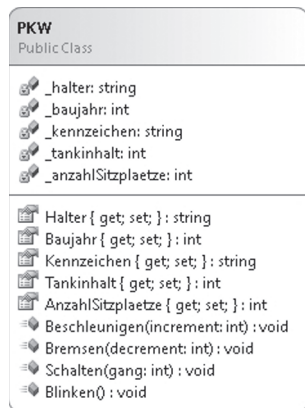 PKW
Public Class
_halter: string
_baujahr: int
_kennzeichen: string
_tankinhalt: int
_anzahlSitzplaetze: int
Halter { get; set; } : string
Baujahr { get; set; } : int
Kennzeichen { get; set; } : string
Tankinhalt { get; set; } : int
AnzahlSitzplaetze { get; set; } : int
Beschleunigen(increment: int) : void
Bremsen(decrement: int) : void
Schalten(gang: int) : void
Blinken() : void